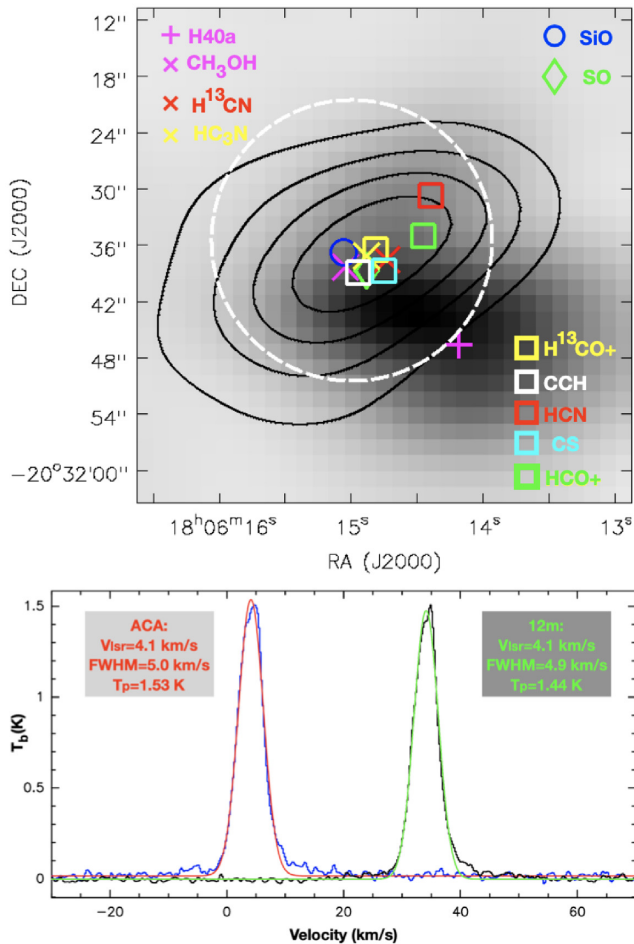 H40a
CH₃OH
H¹³CN
HC₃N
SiO
SO
12''
18''
24''
30''
36''
42''
48''
54''
−20°32'00''
DEC (J2000)
H¹³CO+
CCH
HCN
CS
HCO+
18ʰ06ᵐ16ˢ
15ˢ
14ˢ
13ˢ
RA (J2000)
ACA:
Vlsr=4.1 km/s
FWHM=5.0 km/s
Tp=1.53 K
12m:
Vlsr=4.1 km/s
FWHM=4.9 km/s
Tp=1.44 K
1.5
1
0.5
0
T_b(K)
−20
0
20
40
60
Velocity (km/s)